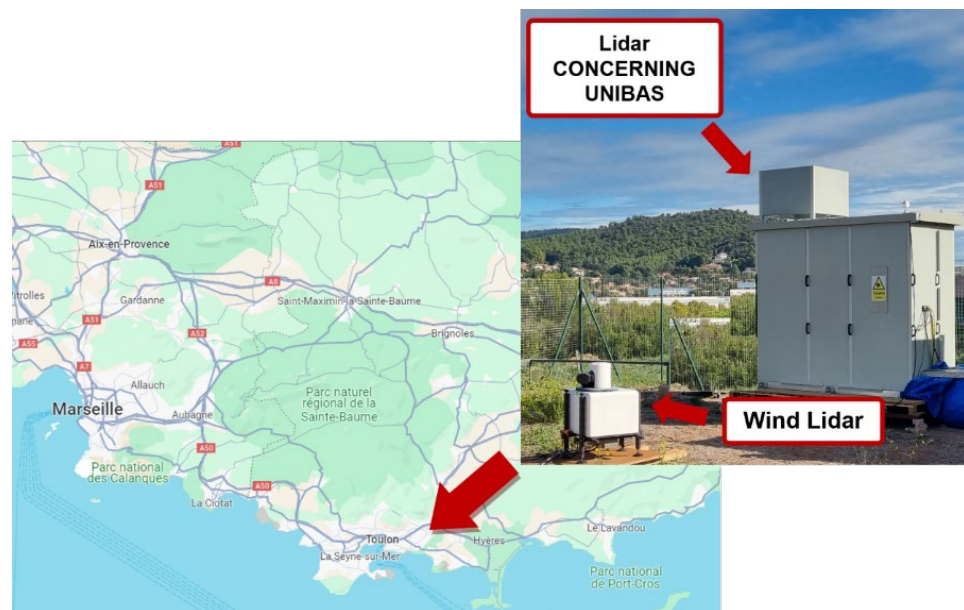 Lidar
CONCERNING
UNIBAS
Wind Lidar
A51
A51
A51
Aix-en-Provence
A8
Saint-Maximin-la-Sainte-Baume
Gardanne
A52
Brignoles
A55
A7
Allauch
Marseille
Aubagne
Parc naturel
régional de la
Sainte-Baume
A50
Parc national
des Calanques
A50
La Ciotat
Toulon
Hyères
Le Lavandou
La Seyne-sur-Mer
Parc national
de Port-Cros